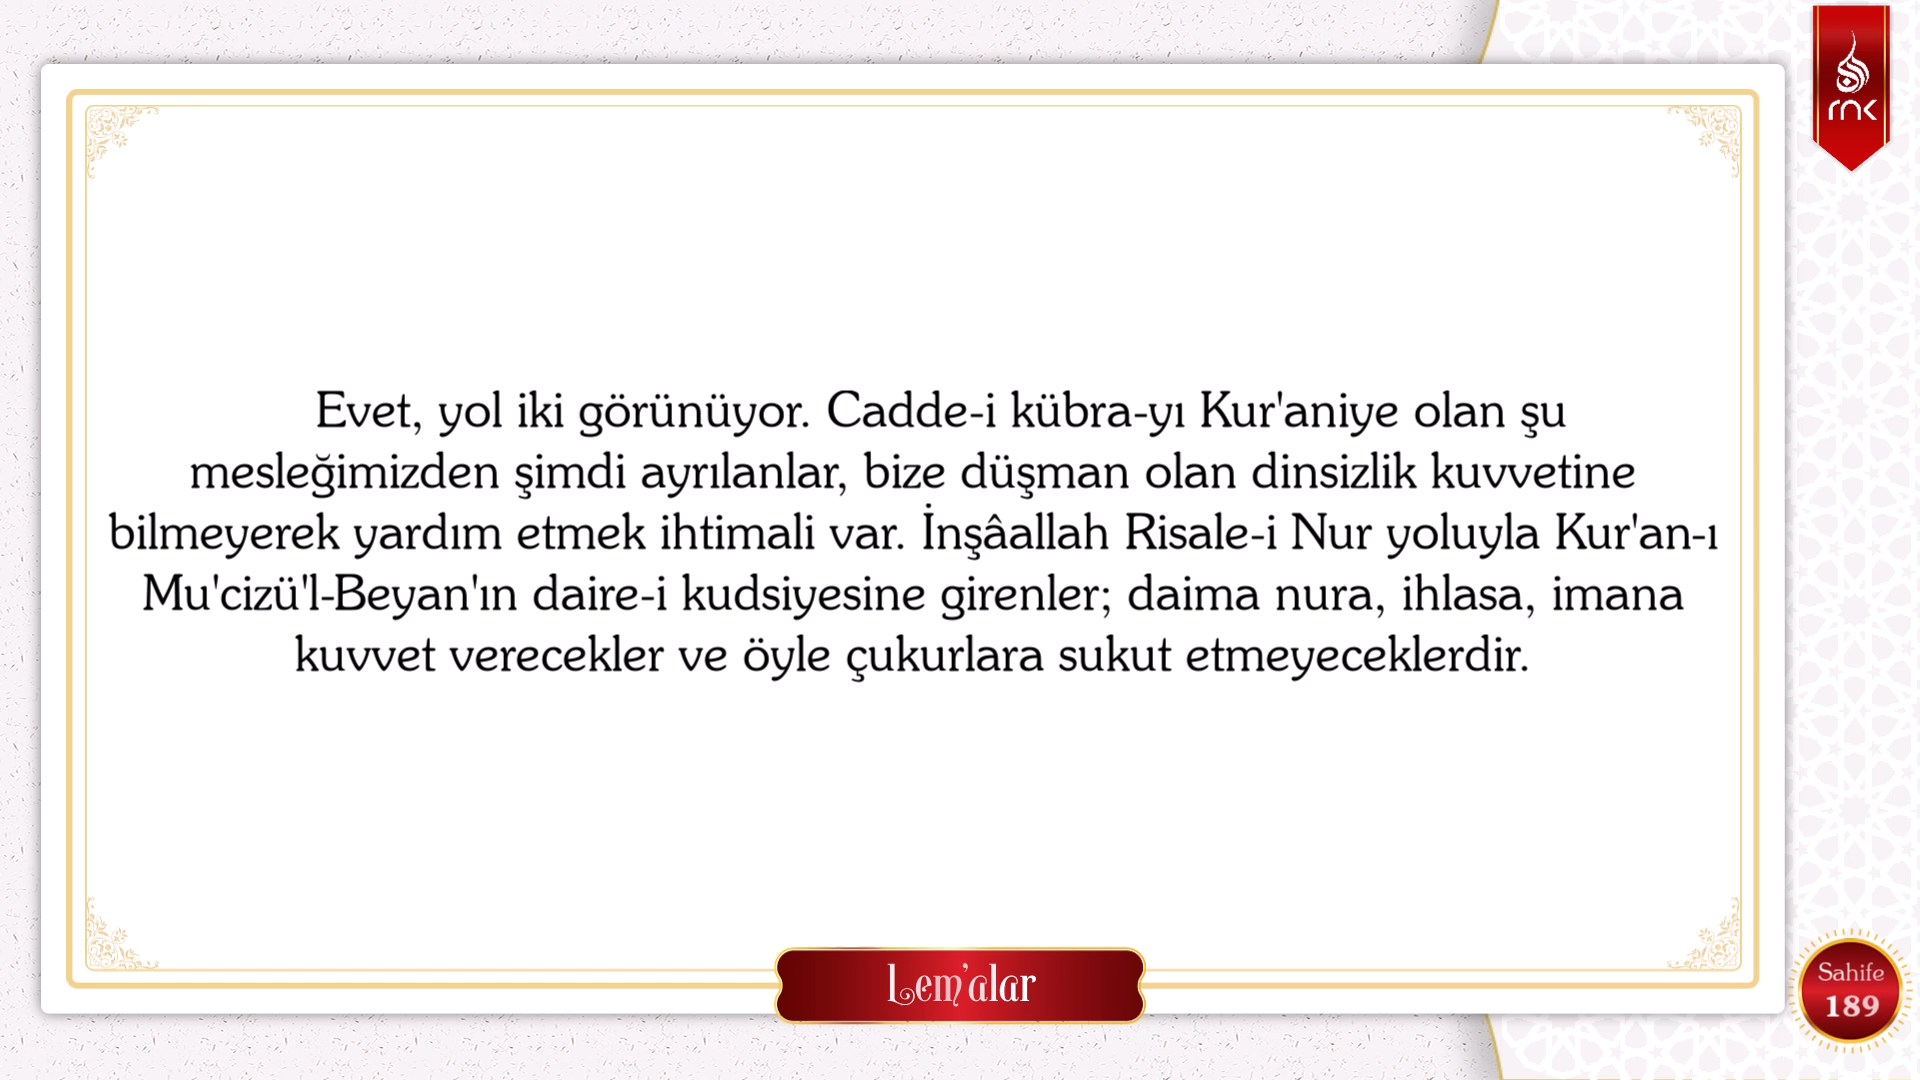 rnk
Evet, yol iki görünüyor. Cadde-i kübra-yı Kur'aniye olan şu
mesleğimizden şimdi ayrılanlar, bize düşman olan dinsizlik kuvvetine
bilmeyerek yardım etmek ihtimali var. İnşâallah Risale-i Nur yoluyla Kur'an-ı
Mu'cizü'l-Beyan'ın daire-i kudsiyesine girenler; daima nura, ihlasa, imana
kuvvet verecekler ve öyle çukurlara sukut etmeyeceklerdir.
Lem'alar
Sahife
189